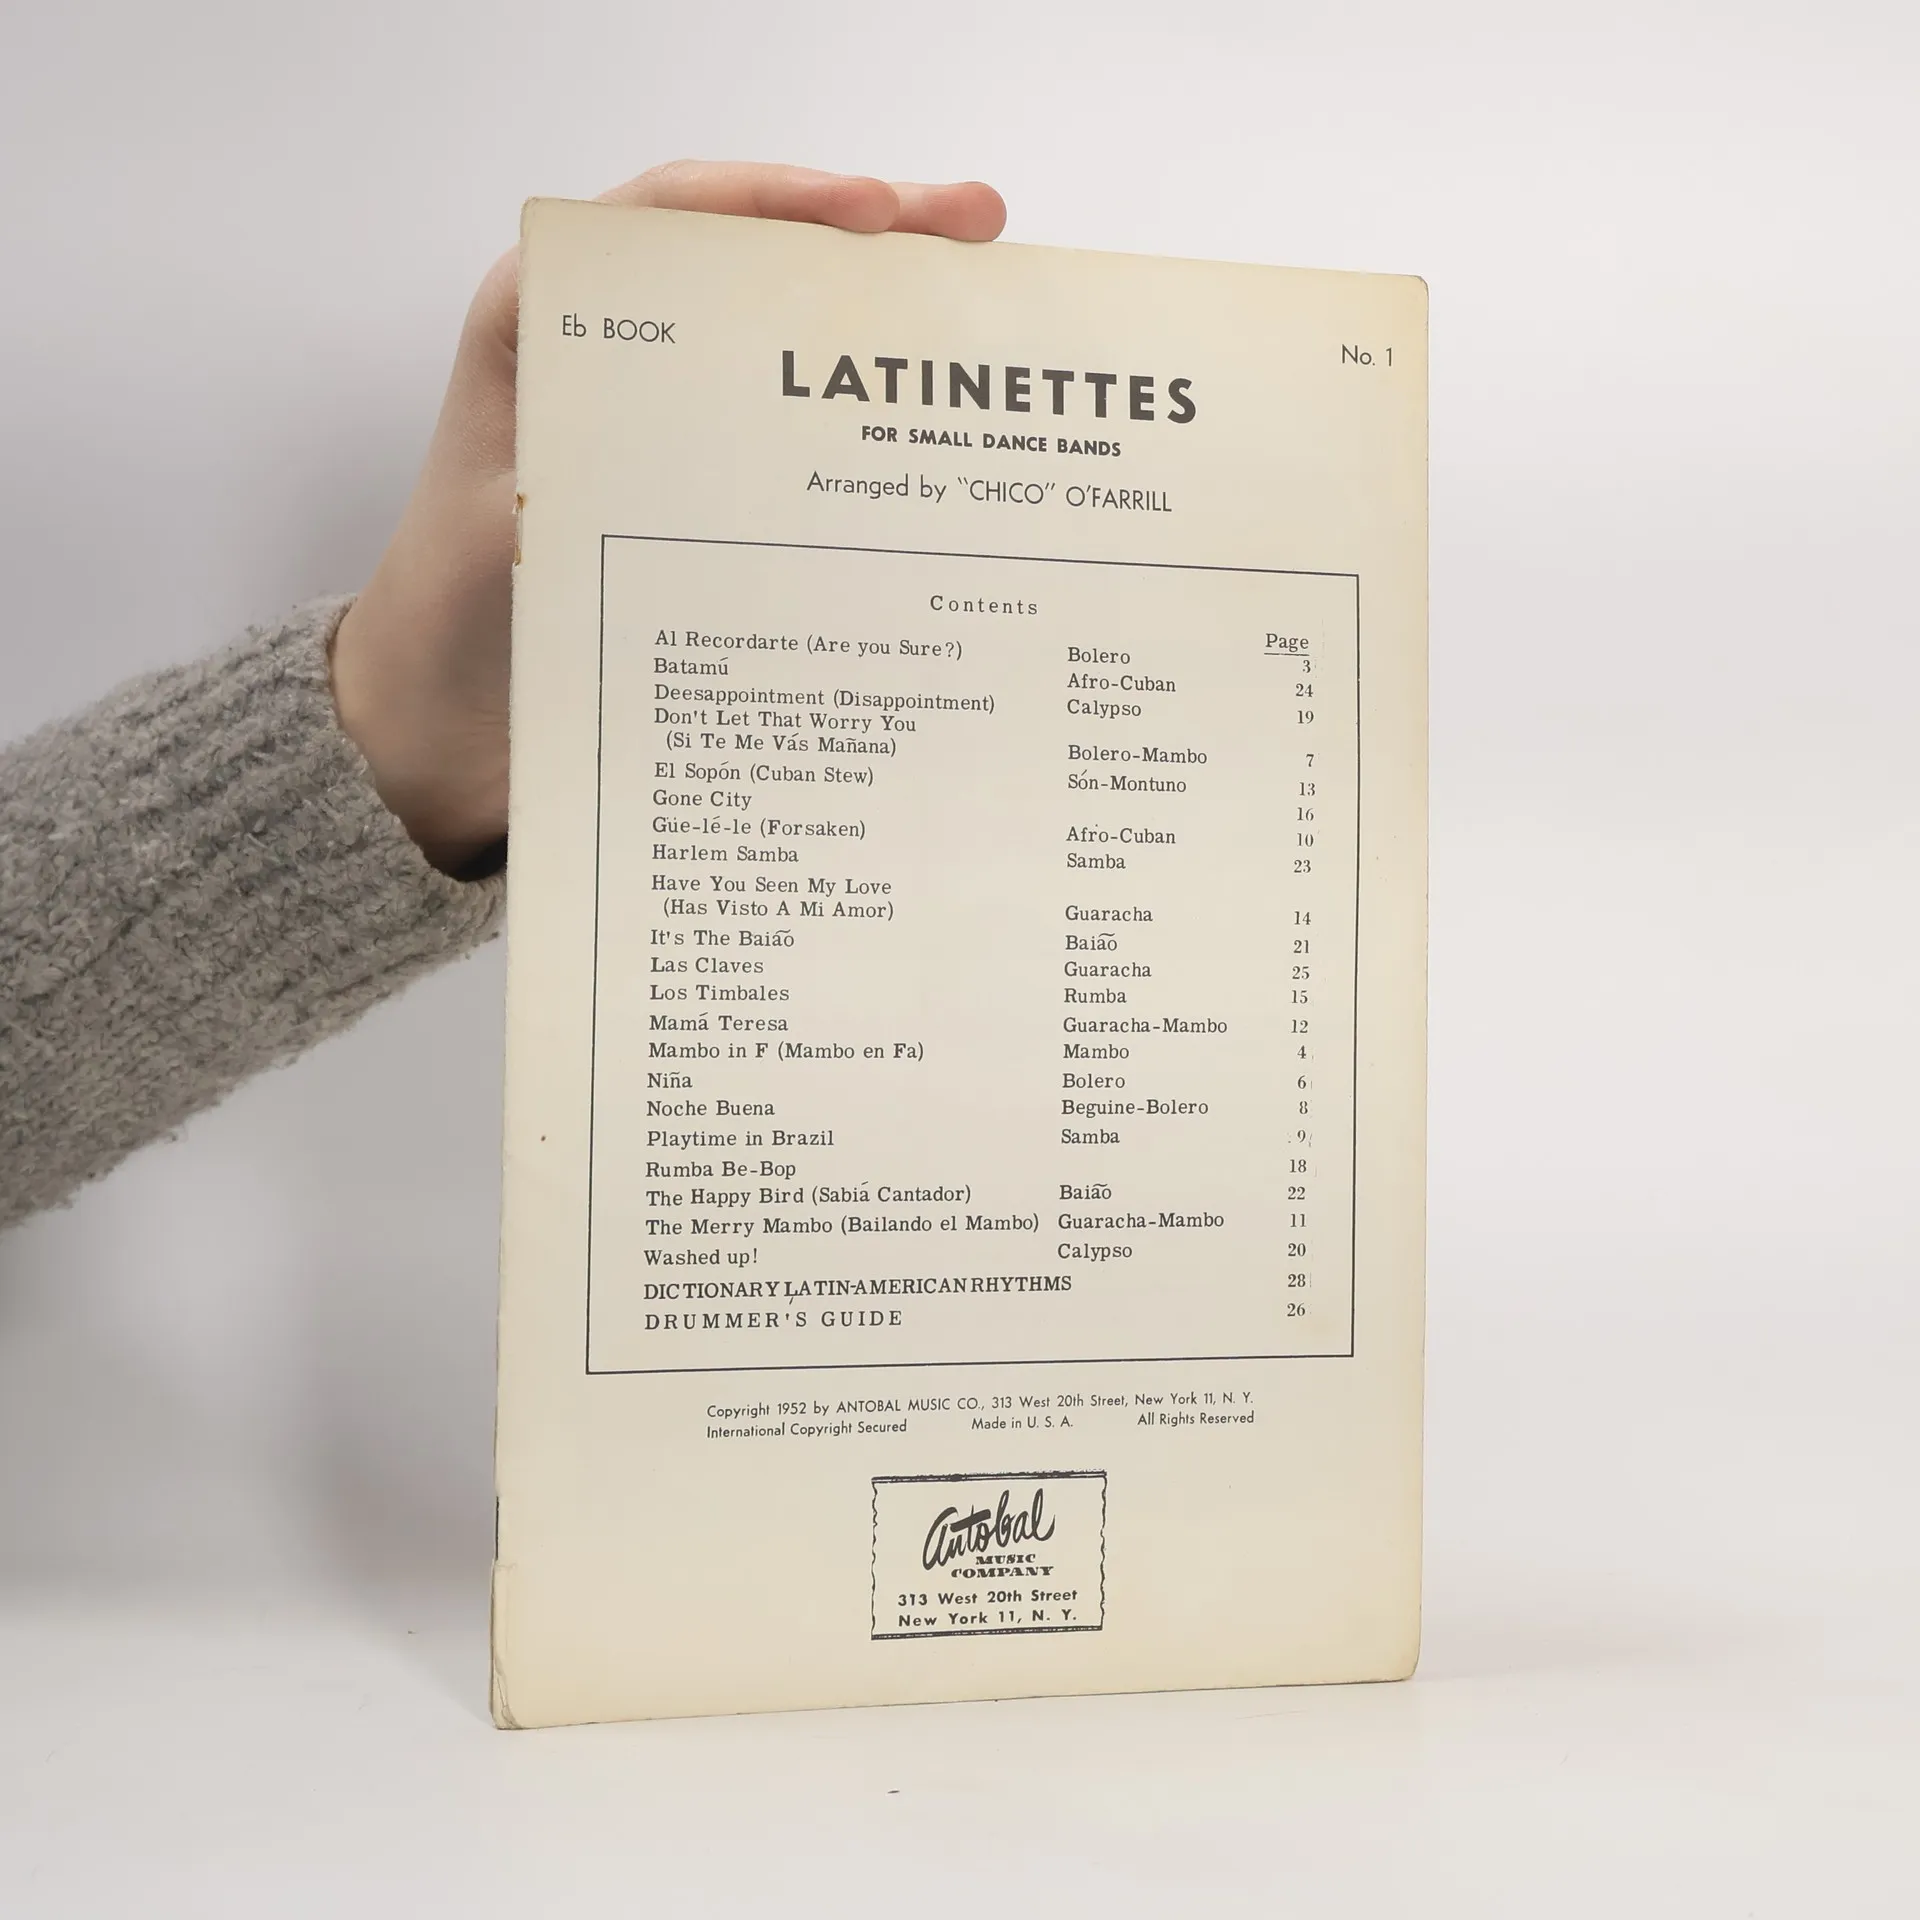 Eb BOOK
No. 1
LATINETTES
FOR SMALL DANCE BANDS
Arranged by "CHICO" O'FARRILL
Contents
Page
Al Recordarte (Are you Sure?) Bolero 3
Batamú Afro-Cuban 24
Deesappointment (Disappointment) Calypso 19
Don't Let That Worry You
(Si Te Me Vás Mañana) Bolero-Mambo 7
El Sopón (Cuban Stew) Són-Montuno 13
Gone City 16
Güe-lé-le (Forsaken) Afro-Cuban 10
Harlem Samba Samba 23
Have You Seen My Love
(Has Visto A Mi Amor) Guaracha 14
It's The Baião Baião 21
Las Claves Guaracha 25
Los Timbales Rumba 15
Mamá Teresa Guaracha-Mambo 12
Mambo in F (Mambo en Fa) Mambo 4
Niña Bolero 6
Noche Buena Beguine-Bolero 8
Playtime in Brazil Samba 9
Rumba Be-Bop 18
The Happy Bird (Sabiá Cantador) Baião 22
The Merry Mambo (Bailando el Mambo) Guaracha-Mambo 11
Washed up! Calypso 20
DICTIONARY LATIN-AMERICAN RHYTHMS 28
DRUMMER'S GUIDE 26
Copyright 1952 by ANTOBAL MUSIC CO., 313 West 20th Street, New York 11, N. Y.
International Copyright Secured Made in U. S. A. All Rights Reserved
Antobal
MUSIC
COMPANY
313 West 20th Street
New York 11, N. Y.